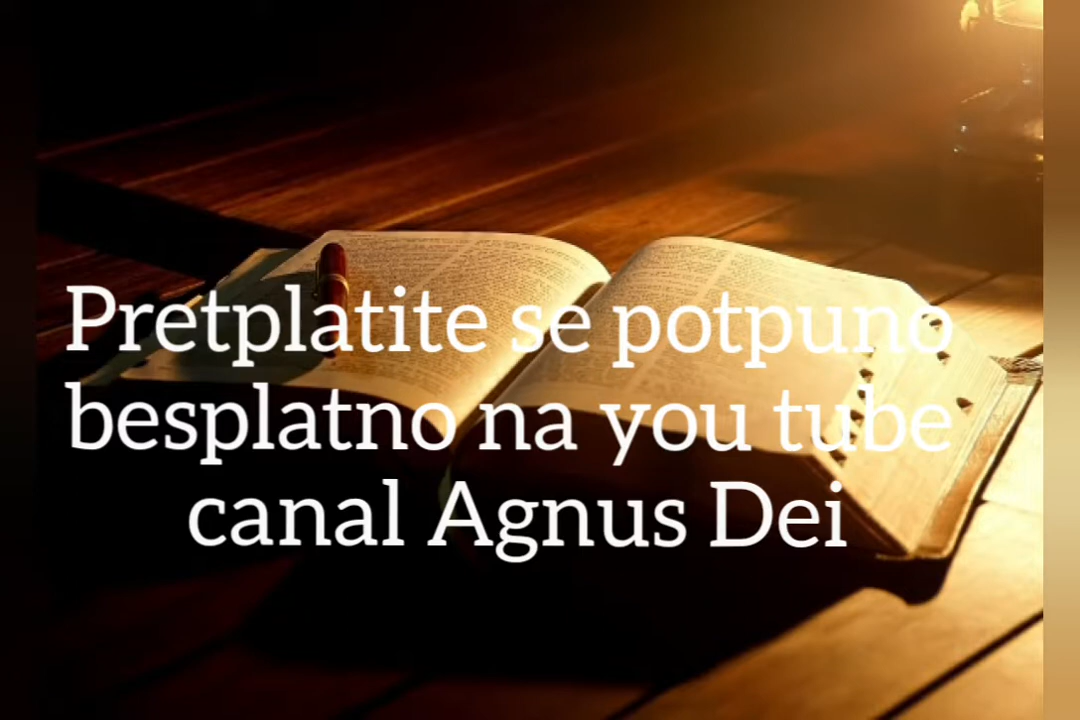 Pretplatite se potpuno
besplatno na you tube
canal Agnus Dei